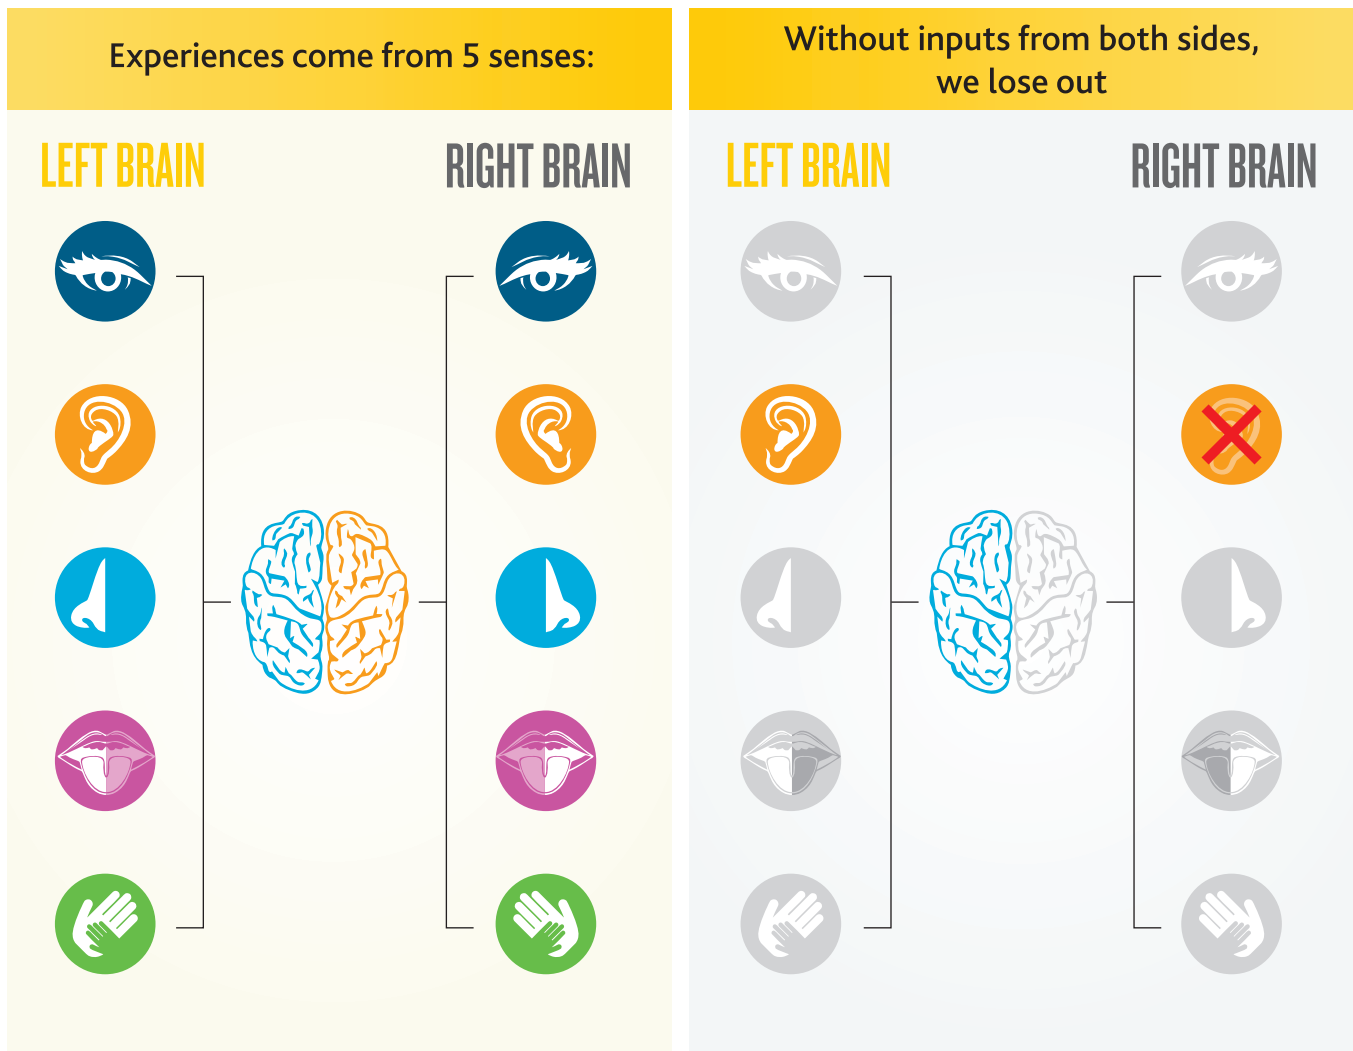 Experiences come from 5 senses:
LEFT BRAIN
RIGHT BRAIN
Without inputs from both sides,
we lose out
LEFT BRAIN
RIGHT BRAIN